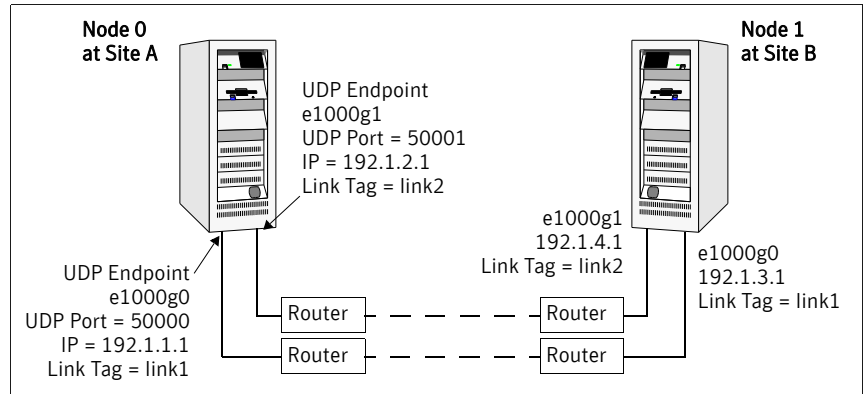 Node 0
at Site A
Node 1
at Site B
UDP Endpoint
e1000g1
UDP Port = 50001
IP = 192.1.2.1
Link Tag = link2
e1000g1
192.1.4.1
Link Tag = link2
e1000g0
192.1.3.1
Link Tag = link1
UDP Endpoint
e1000g0
UDP Port = 50000
IP = 192.1.1.1
Link Tag = link1
Router
Router
Router
Router